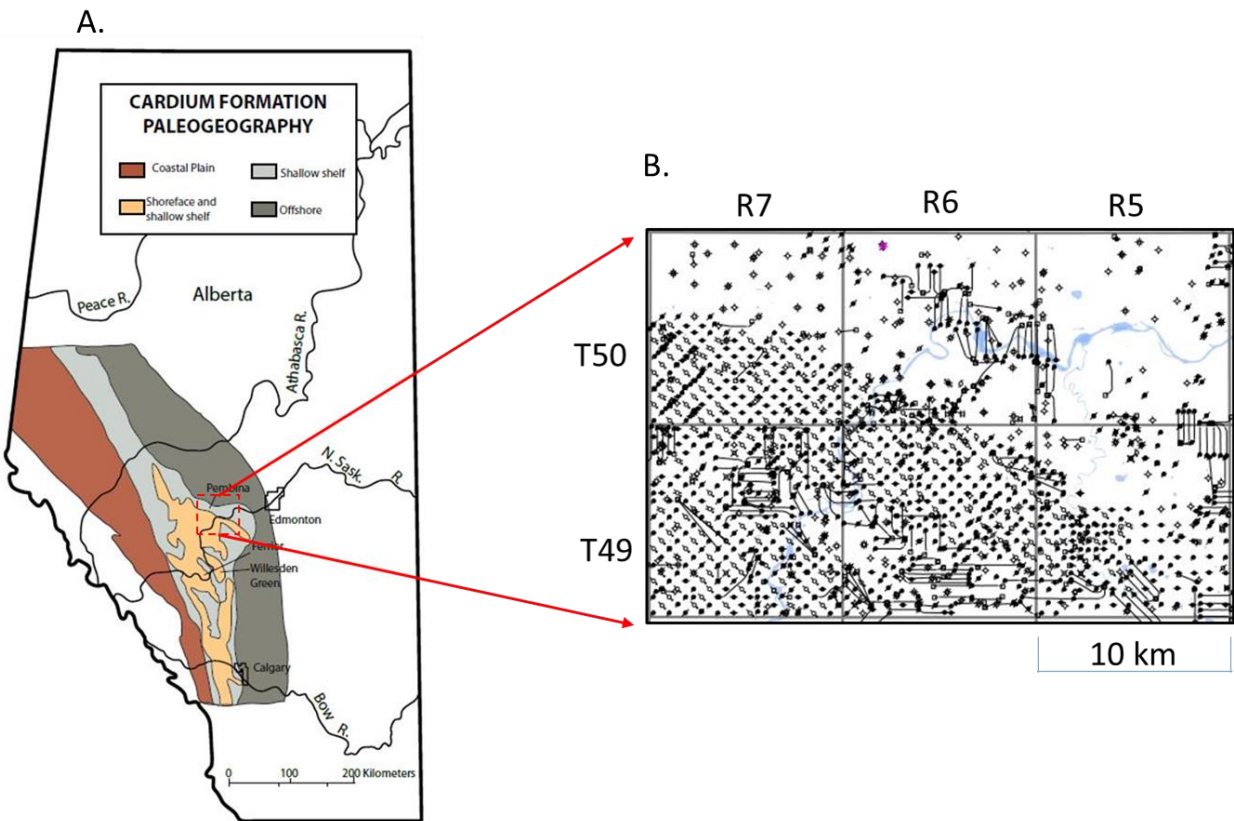 A.
CARDIUM FORMATION
PALEOGEOGRAPHY
Coastal Plain
Shallow shelf
Shoreface and
shallow shelf
Offshore
Peace R.
Alberta
Athabasca R.
N. Sask. R.
Pembina
Edmonton
Ferrier
Willesden
Green
Calgary
Bow R.
0 100 200 Kilometers
B.
R7 R6 R5
T50
T49
10 km